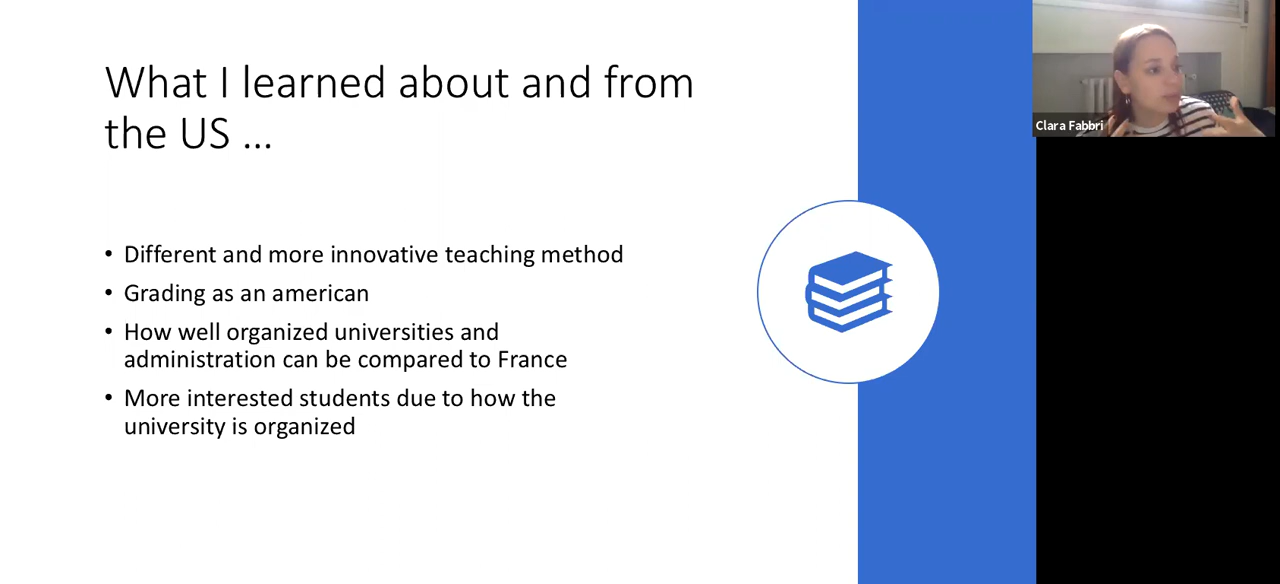 What I learned about and from
the US ...
• Different and more innovative teaching method
• Grading as an american
• How well organized universities and
administration can be compared to France
• More interested students due to how the
university is organized
Clara Fabbri